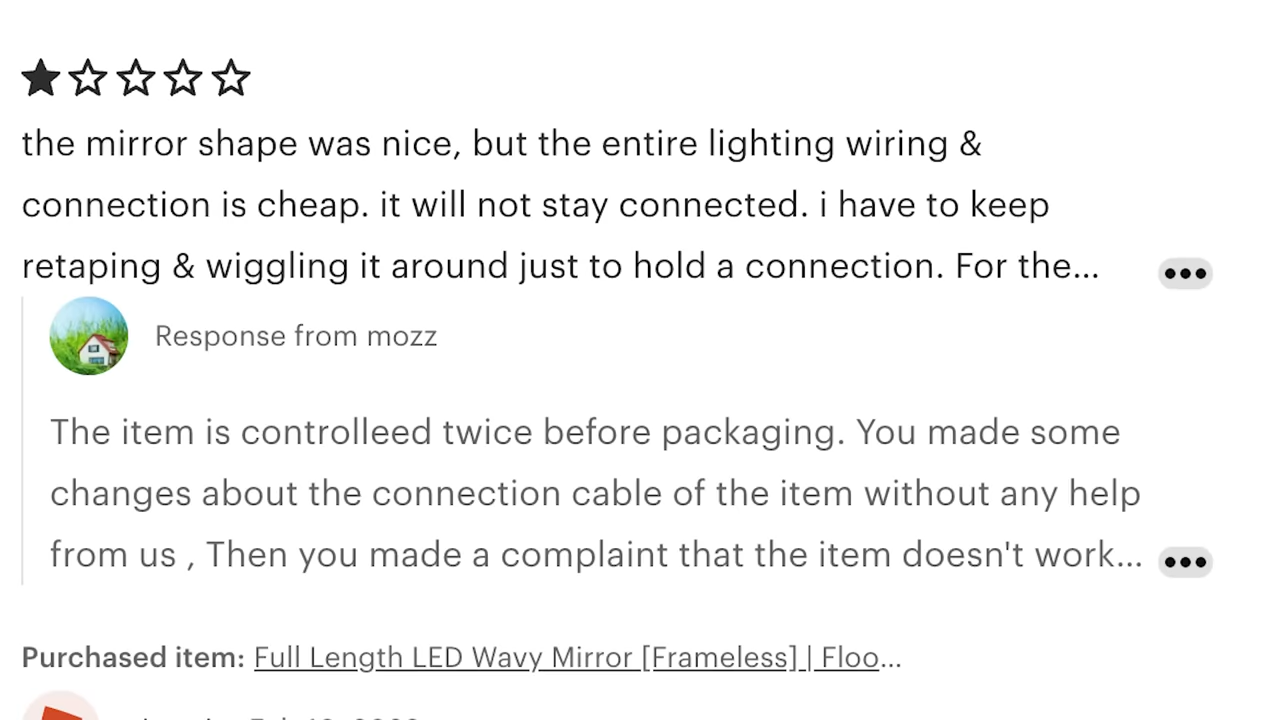 the mirror shape was nice, but the entire lighting wiring &
connection is cheap. it will not stay connected. i have to keep
retaping & wiggling it around just to hold a connection. For the...
Response from mozz
The item is controlleed twice before packaging. You made some
changes about the connection cable of the item without any help
from us , Then you made a complaint that the item doesn't work...
Purchased item: Full Length LED Wavy Mirror [Frameless] | Floo...